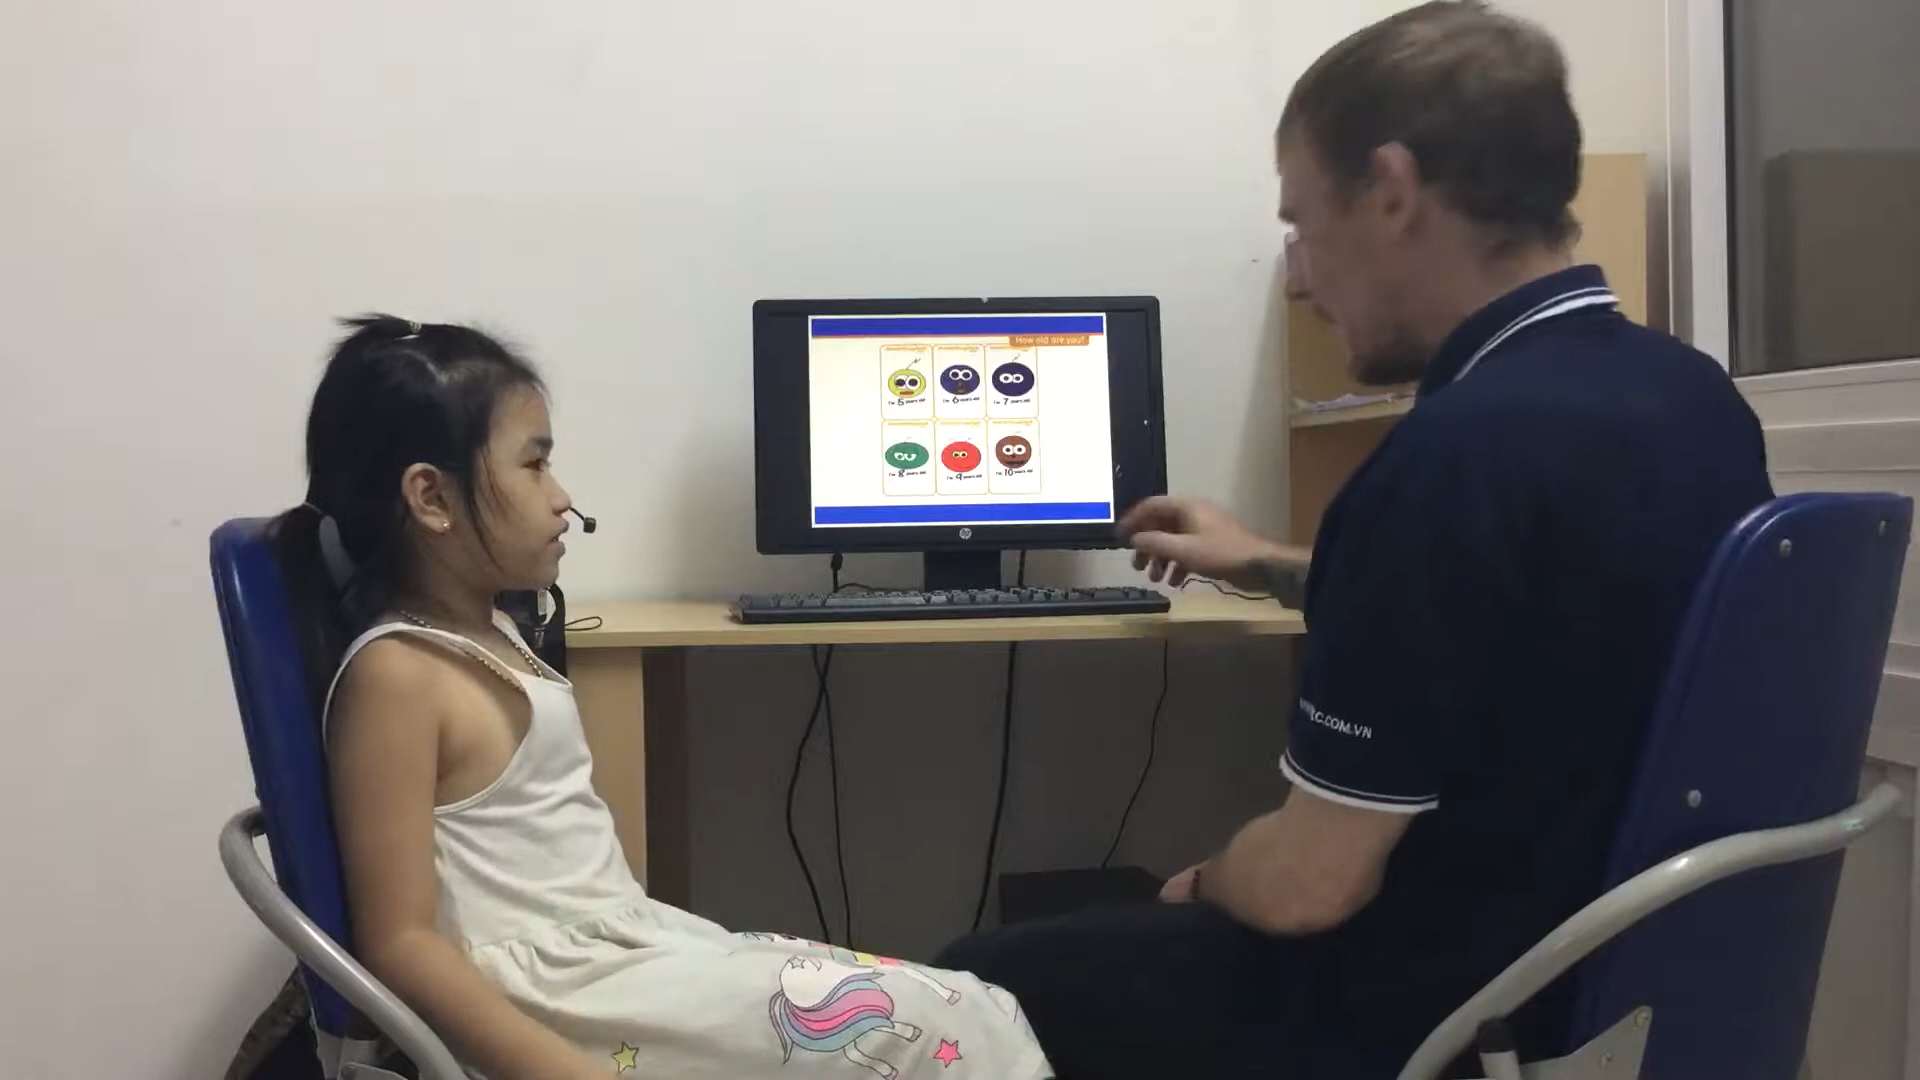 How old are you?
I'm 5 years old
I'm 6 years old
I'm 7 years old
I'm 8 years old
I'm 9 years old
I'm 10 years old
hp
C.COM.VN